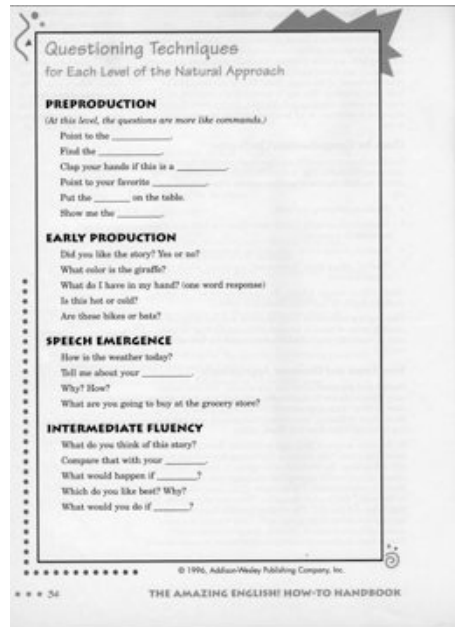 Questioning Techniques
for Each Level of the Natural Approach
PREPRODUCTION
(At this level, the questions are more like commands.)
Point to the ________.
Find the ________.
Clap your hands if this is a ________.
Point to your favorite ________.
Put the ________ on the table.
Show me the ________.
EARLY PRODUCTION
Did you like the story? Yes or no?
What color is the giraffe?
What do I have in my hand? (one word response)
Is this hot or cold?
Are these bikes or bats?
SPEECH EMERGENCE
How is the weather today?
Tell me about your ________.
Why? How?
What are you going to buy at the grocery store?
INTERMEDIATE FLUENCY
What do you think of this story?
Compare that with your ________.
What would happen if ________?
Which do you like best? Why?
What would you do if ________?
© 1996, Addison-Wesley Publishing Company, Inc.
34 THE AMAZING ENGLISH! HOW-TO HANDBOOK